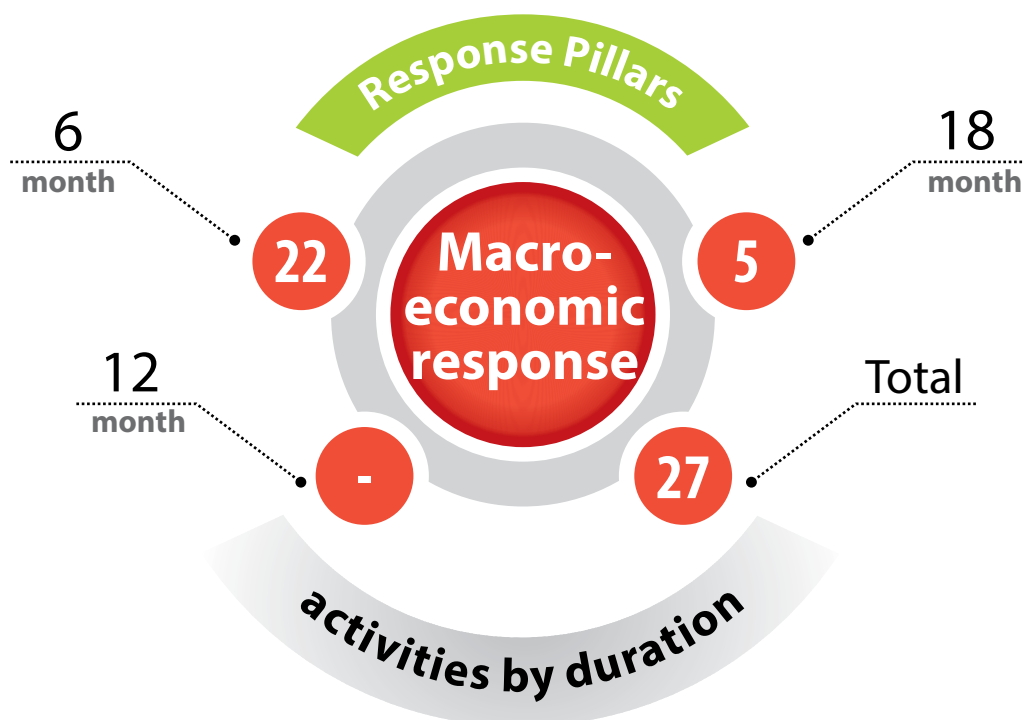 Response Pillars
6
month
22
18
month
5
Macro-
economic
response
12
month
-
Total
27
activities by duration